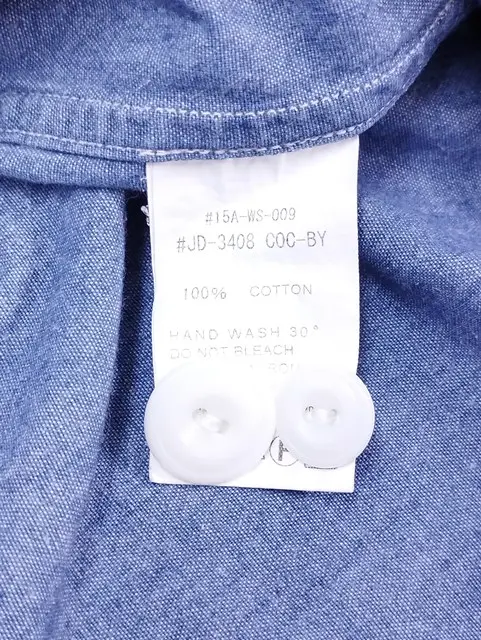 #15A-WS-009
#JD-3408 COC-BY
100% COTTON
HAND WASH 30°
DO NOT BLEACH